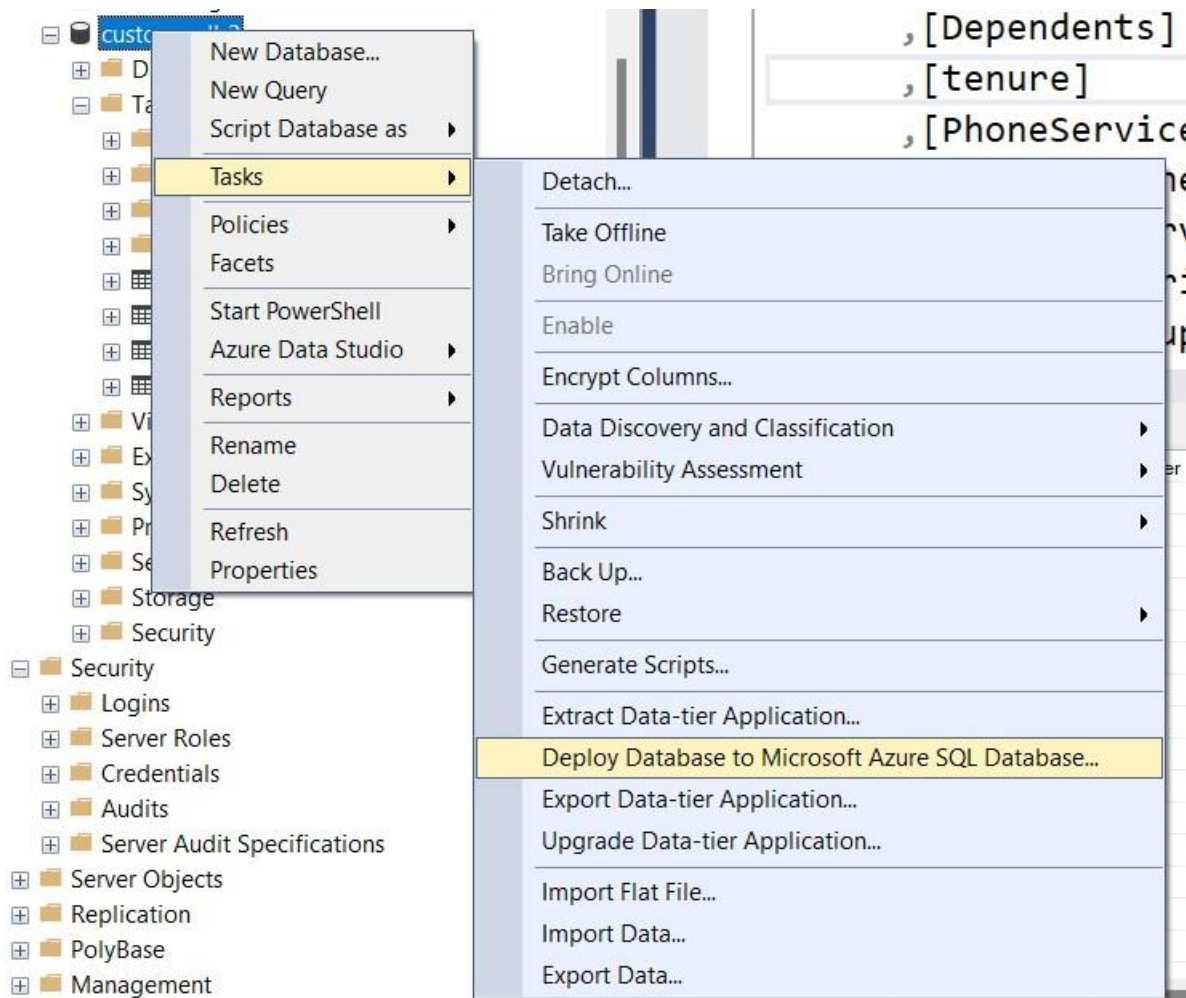 New Database...
New Query
Script Database as
Tasks
Policies
Facets
Start PowerShell
Azure Data Studio
Reports
Rename
Delete
Refresh
Properties
Storage
Security
Security
Logins
Server Roles
Credentials
Audits
Server Audit Specifications
Server Objects
Replication
PolyBase
Management
Detach...
Take Offline
Bring Online
Enable
Encrypt Columns...
Data Discovery and Classification
Vulnerability Assessment
Shrink
Back Up...
Restore
Generate Scripts...
Extract Data-tier Application...
Deploy Database to Microsoft Azure SQL Database...
Export Data-tier Application...
Upgrade Data-tier Application...
Import Flat File...
Import Data...
Export Data...
,[Dependents]
,[tenure]
,[PhoneService